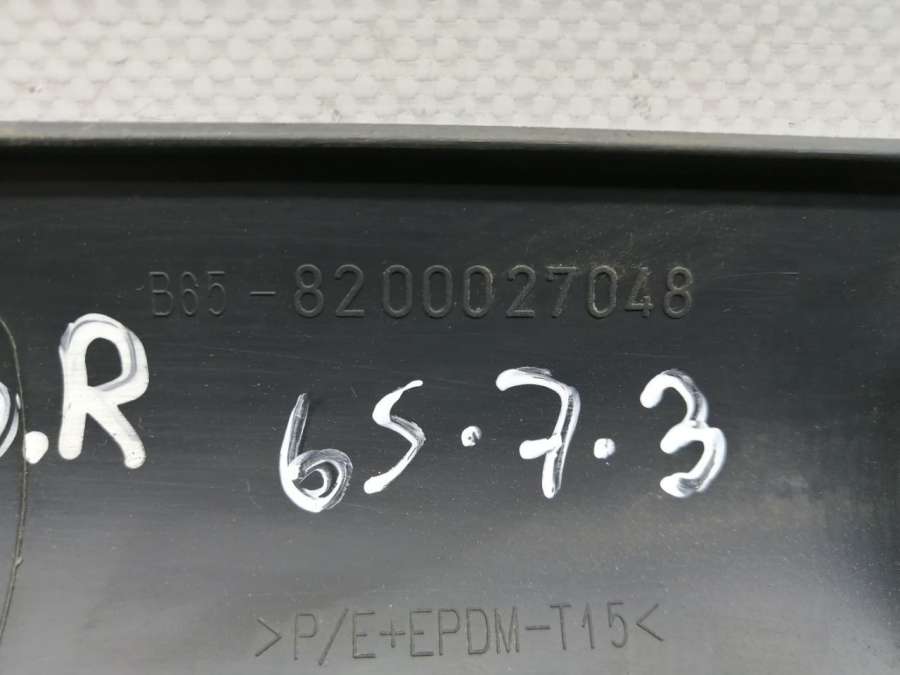 B65-8200027048
.R
65.7.3
>P/E+EPDM-T15<